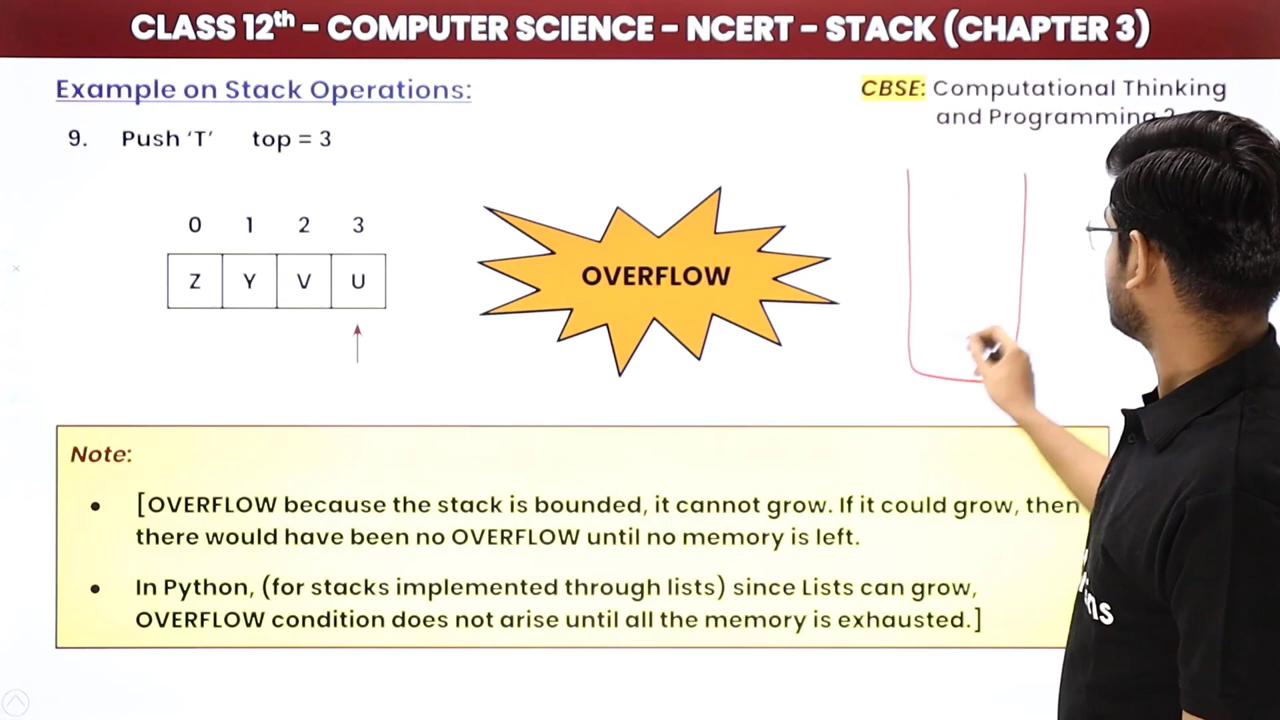 CLASS 12th – COMPUTER SCIENCE – NCERT – STACK (CHAPTER 3)
Example on Stack Operations:
CBSE: Computational Thinking
and Programming
9. Push ‘T’ top = 3
0 1 2 3
Z Y V U
OVERFLOW
Note:
• [OVERFLOW because the stack is bounded, it cannot grow. If it could grow, then
there would have been no OVERFLOW until no memory is left.
• In Python, (for stacks implemented through lists) since Lists can grow,
OVERFLOW condition does not arise until all the memory is exhausted.]